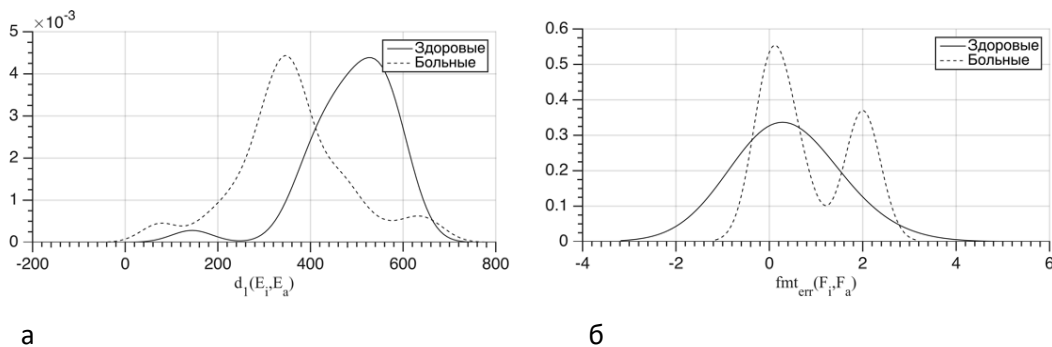 ×10⁻³
5
4
3
2
1
0
-200 0 200 400 600 800
d₁(Eᵢ,Eₐ)
Здоровые
Больные
а
0.6
0.5
0.4
0.3
0.2
0.1
0
-4 -2 0 2 4 6
fmtₑᵣᵣ(Fᵢ,Fₐ)
Здоровые
Больные
б